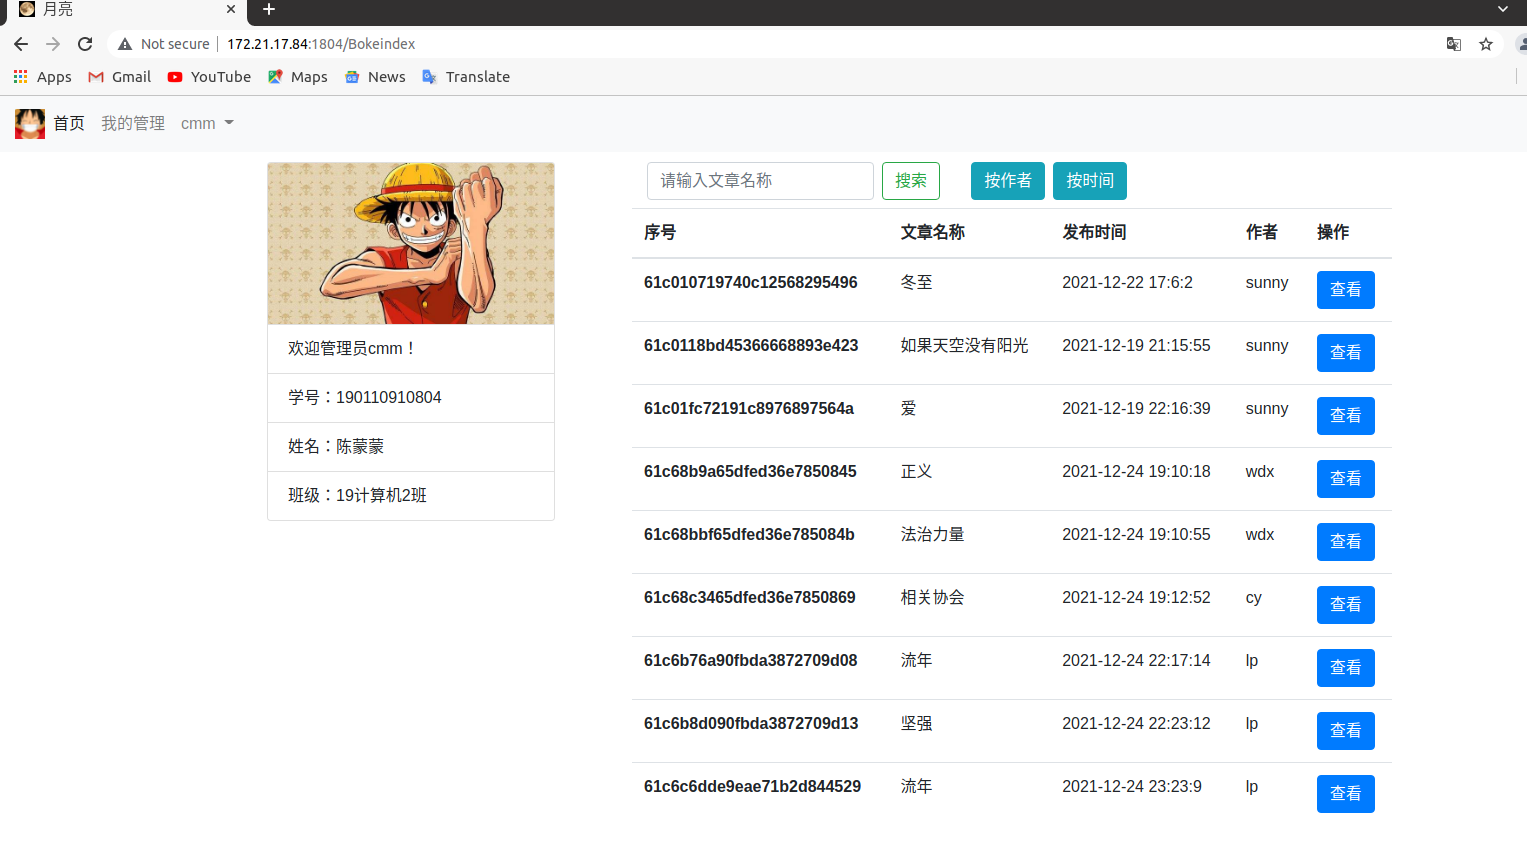 月亮
Not secure 172.21.17.84:1804/Bokeindex
Apps Gmail YouTube Maps News Translate
首页 我的管理 cmm
欢迎管理员cmm！
学号：190110910804
姓名：陈蒙蒙
班级：19计算机2班
请输入文章名称 搜索 按作者 按时间
序号 文章名称 发布时间 作者 操作
61c010719740c12568295496 冬至 2021-12-22 17:6:2 sunny 查看
61c0118bd45366668893e423 如果天空没有阳光 2021-12-19 21:15:55 sunny 查看
61c01fc72191c8976897564a 爱 2021-12-19 22:16:39 sunny 查看
61c68b9a65dfed36e7850845 正义 2021-12-24 19:10:18 wdx 查看
61c68bbf65dfed36e785084b 法治力量 2021-12-24 19:10:55 wdx 查看
61c68c3465dfed36e7850869 相关协会 2021-12-24 19:12:52 cy 查看
61c6b76a90fbda3872709d08 流年 2021-12-24 22:17:14 lp 查看
61c6b8d090fbda3872709d13 坚强 2021-12-24 22:23:12 lp 查看
61c6c6dde9eae71b2d844529 流年 2021-12-24 23:23:9 lp 查看